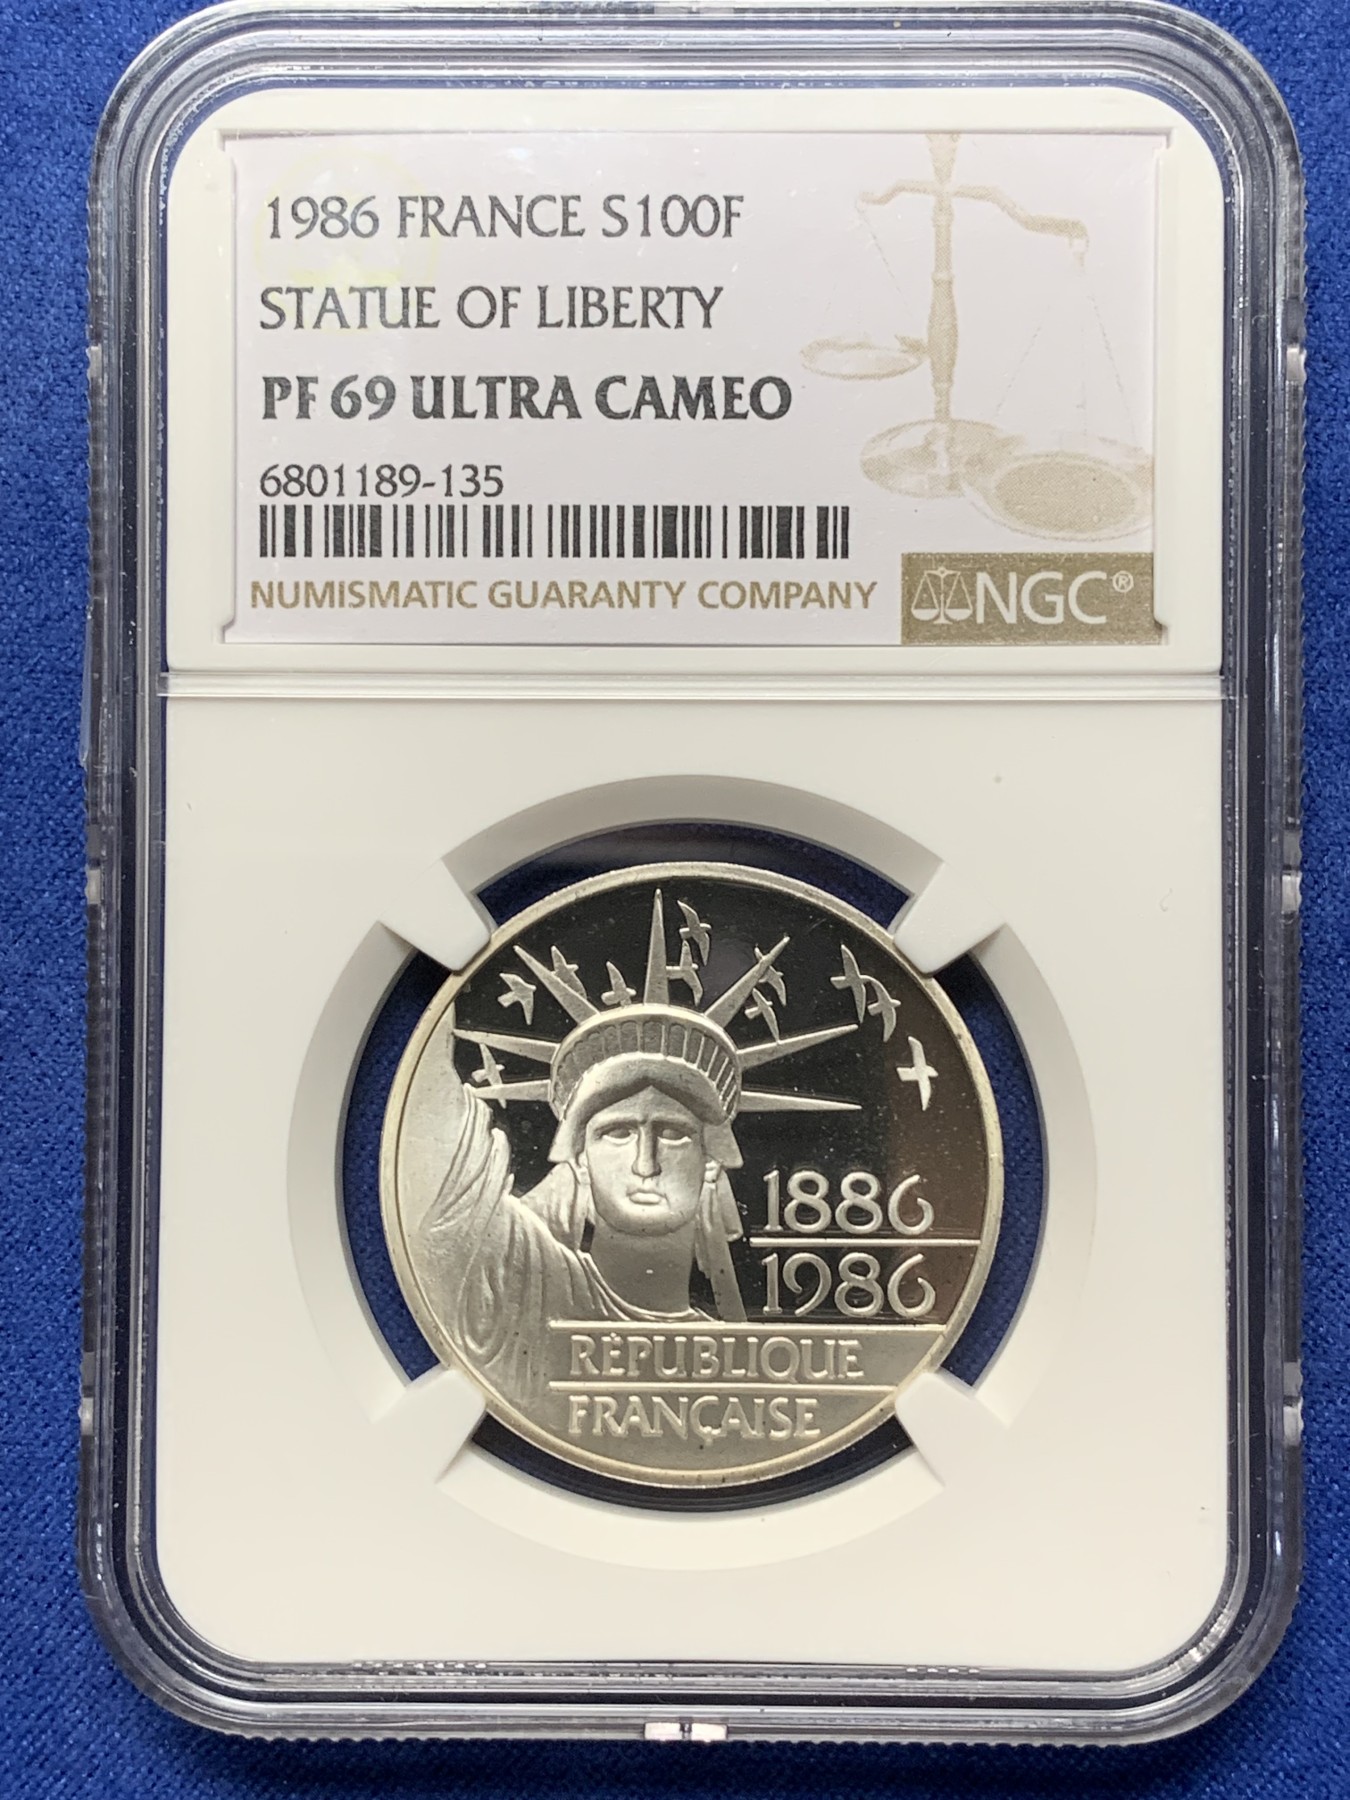 1986 FRANCE S100F
STATUE OF LIBERTY
PF 69 ULTRA CAMEO
6801189-135
NUMISMATIC GUARANTY COMPANY
NGC®
1886
1986
RÉPUBLIQUE
FRANÇAISE